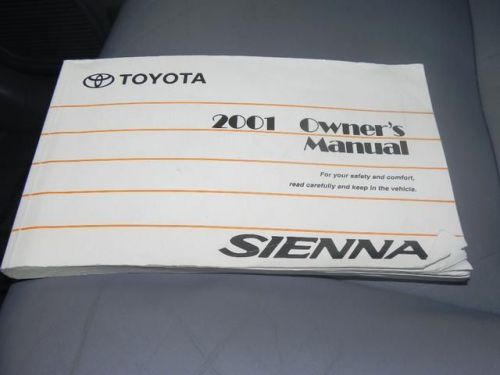 TOYOTA
2001 Owner's
Manual
For your safety and comfort,
read carefully and keep in the vehicle.
SIENNA